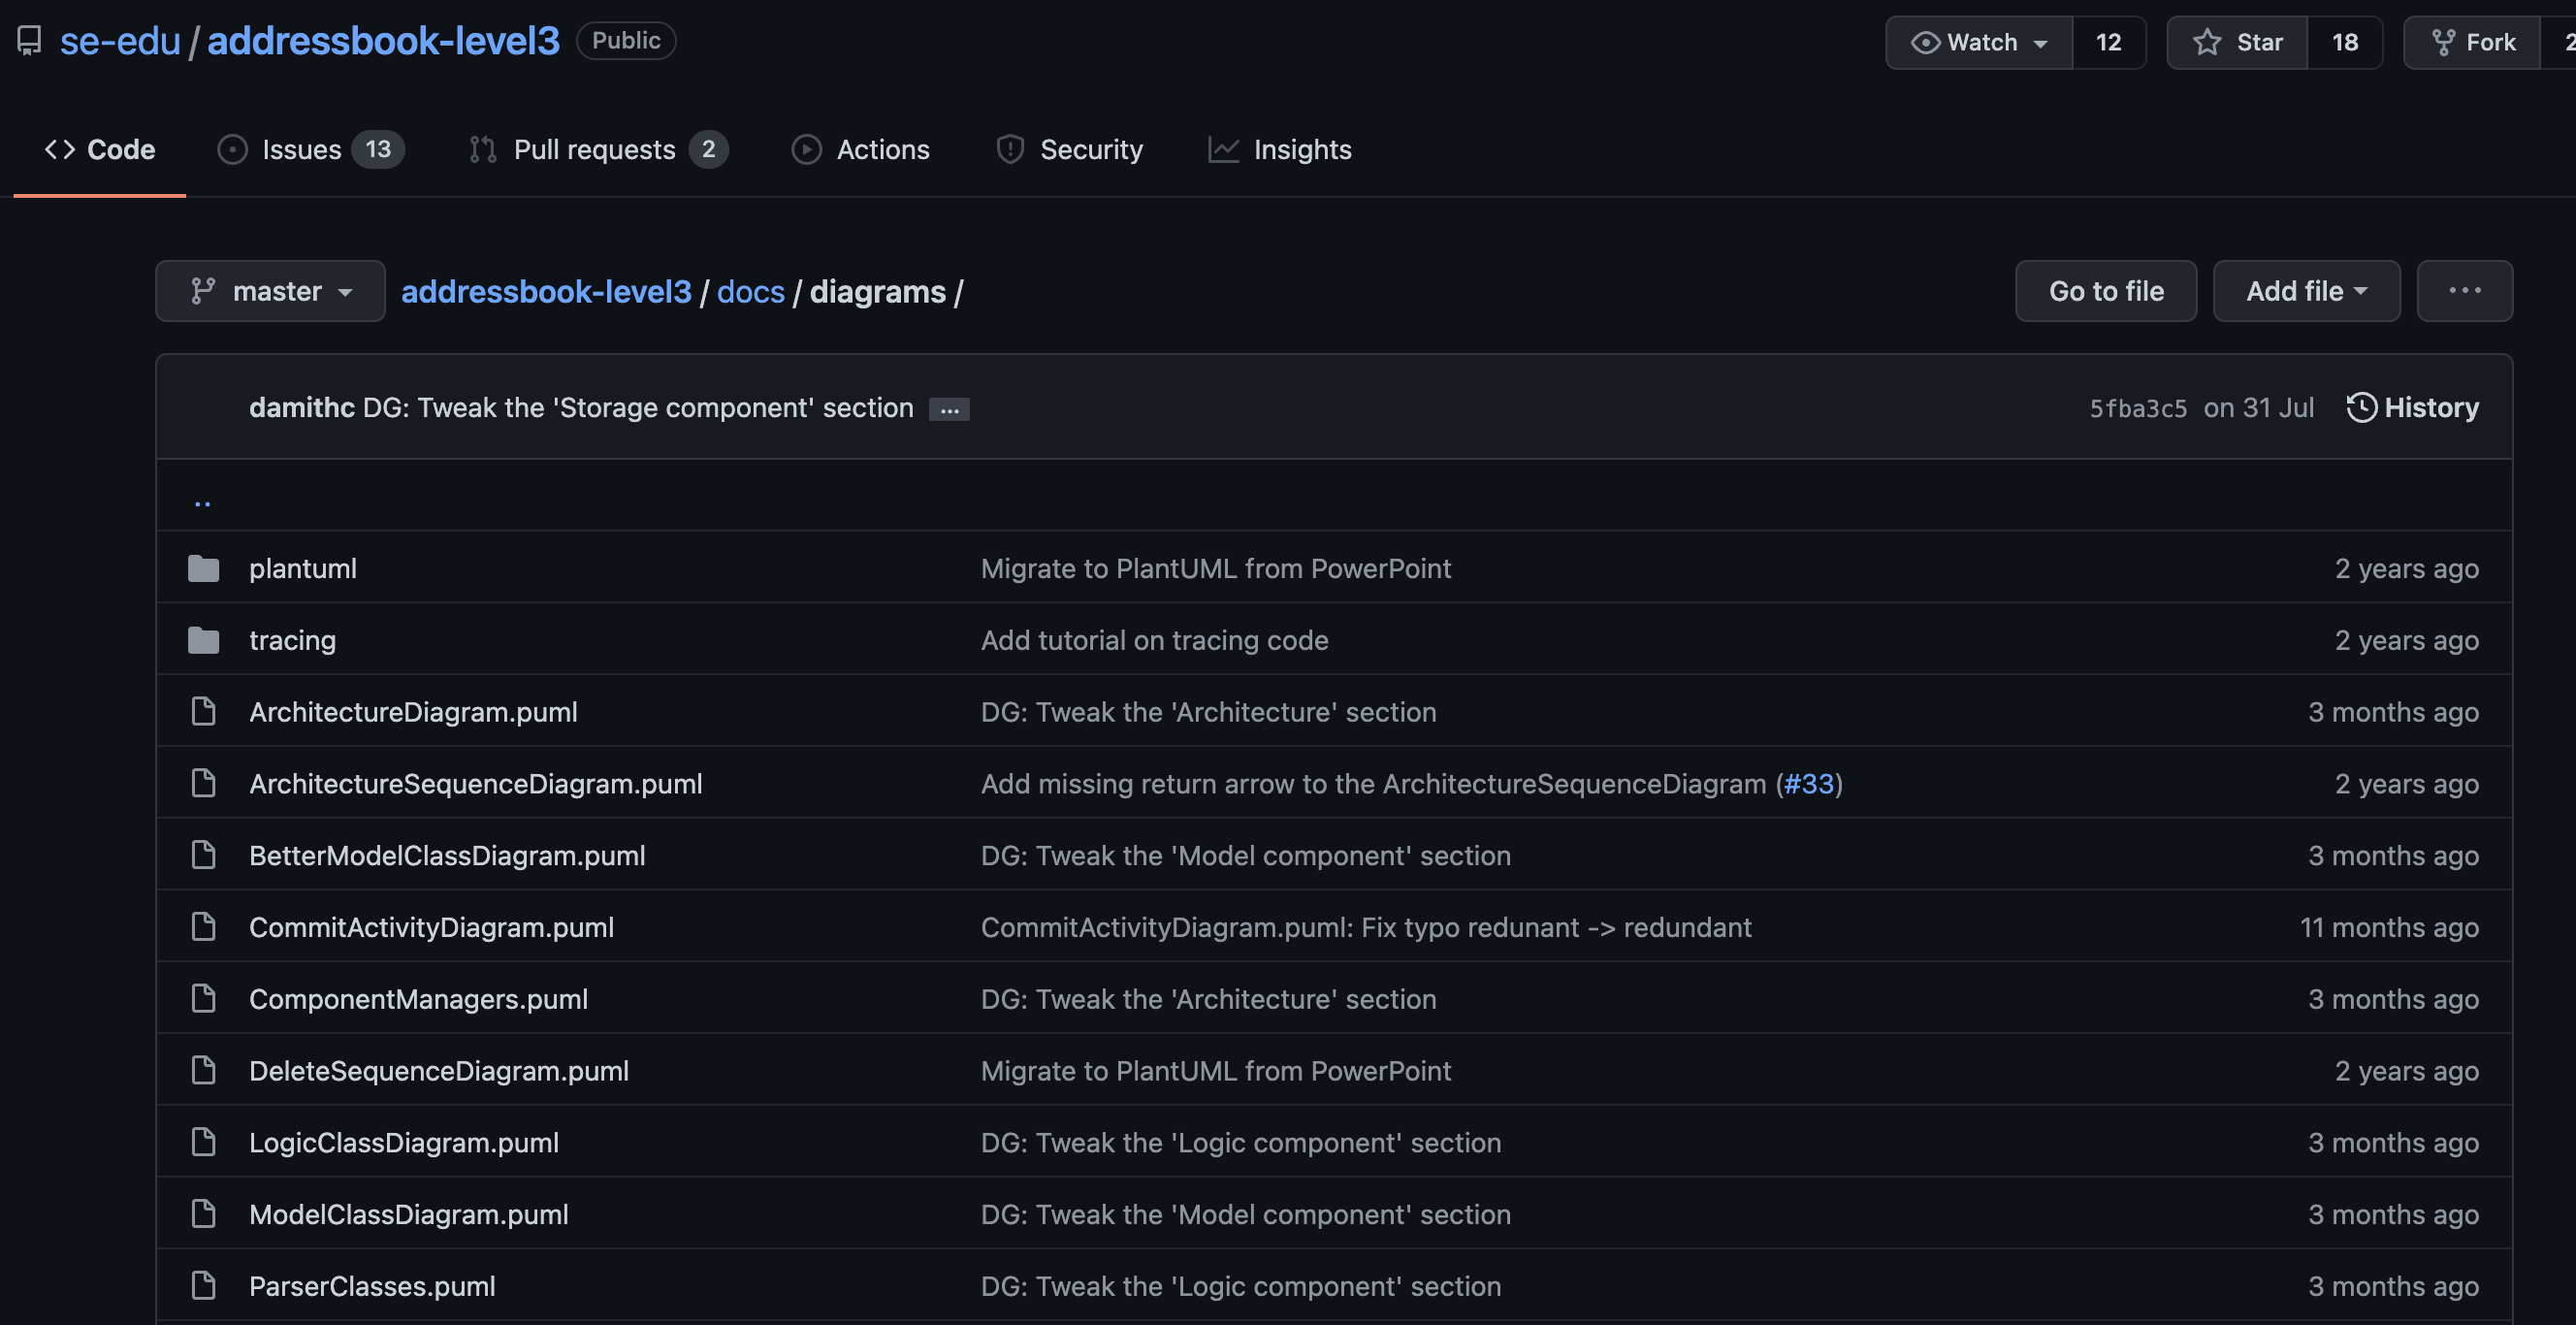 se-edu / addressbook-level3 Public Watch 12 Star 18 Fork
Code Issues 13 Pull requests 2 Actions Security Insights
master addressbook-level3 / docs / diagrams / Go to file Add file ...
damithc DG: Tweak the 'Storage component' section ... 5fba3c5 on 31 Jul History
..
plantuml Migrate to PlantUML from PowerPoint 2 years ago
tracing Add tutorial on tracing code 2 years ago
ArchitectureDiagram.puml DG: Tweak the 'Architecture' section 3 months ago
ArchitectureSequenceDiagram.puml Add missing return arrow to the ArchitectureSequenceDiagram (#33) 2 years ago
BetterModelClassDiagram.puml DG: Tweak the 'Model component' section 3 months ago
CommitActivityDiagram.puml CommitActivityDiagram.puml: Fix typo redunant -> redundant 11 months ago
ComponentManagers.puml DG: Tweak the 'Architecture' section 3 months ago
DeleteSequenceDiagram.puml Migrate to PlantUML from PowerPoint 2 years ago
LogicClassDiagram.puml DG: Tweak the 'Logic component' section 3 months ago
ModelClassDiagram.puml DG: Tweak the 'Model component' section 3 months ago
ParserClasses.puml DG: Tweak the 'Logic component' section 3 months ago